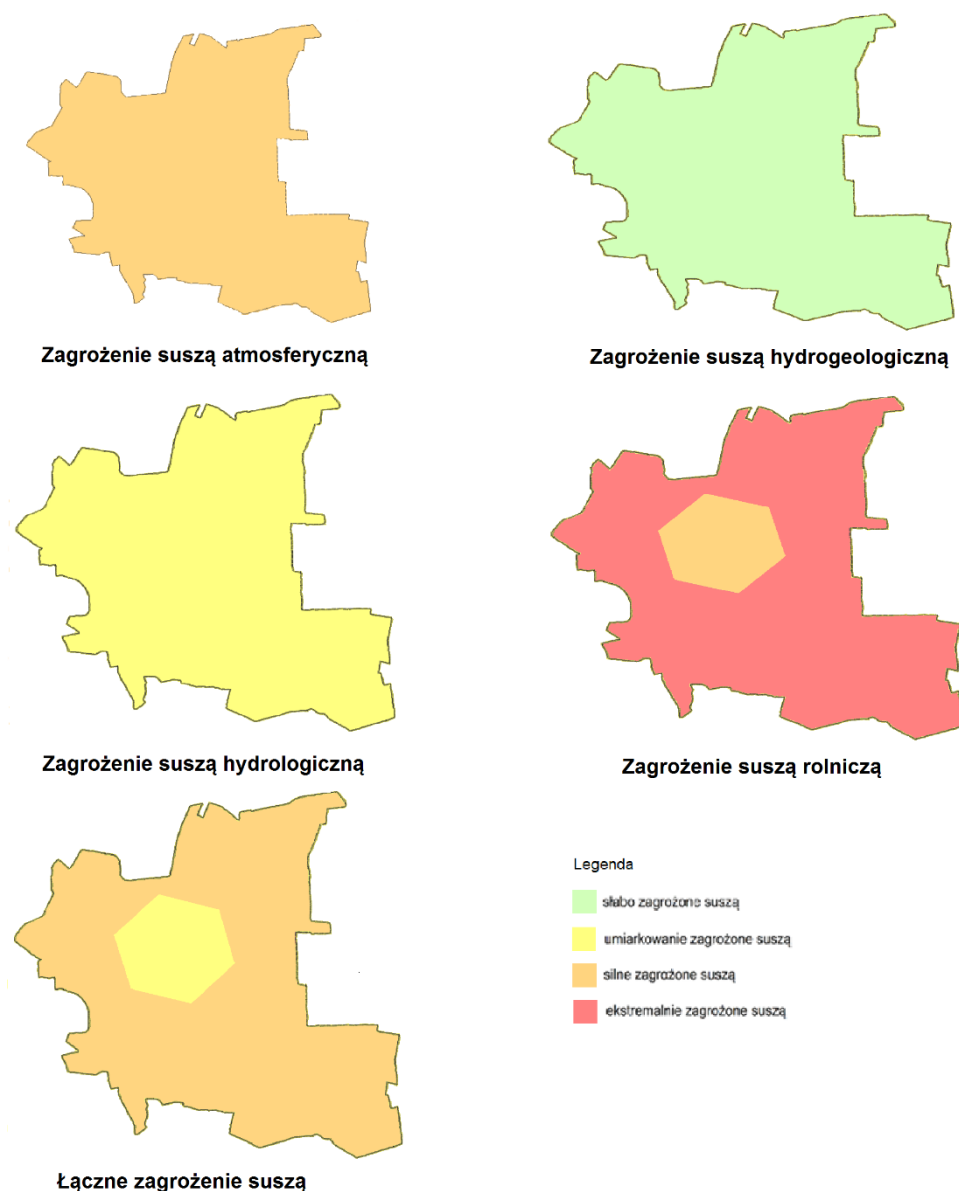 Zagrożenie suszą atmosferyczną
Zagrożenie suszą hydrogeologiczną
Zagrożenie suszą hydrologiczną
Zagrożenie suszą rolniczą
Łączne zagrożenie suszą
Legenda
słabo zagrożone suszą
umiarkowanie zagrożone suszą
silne zagrożone suszą
ekstremalnie zagrożone suszą